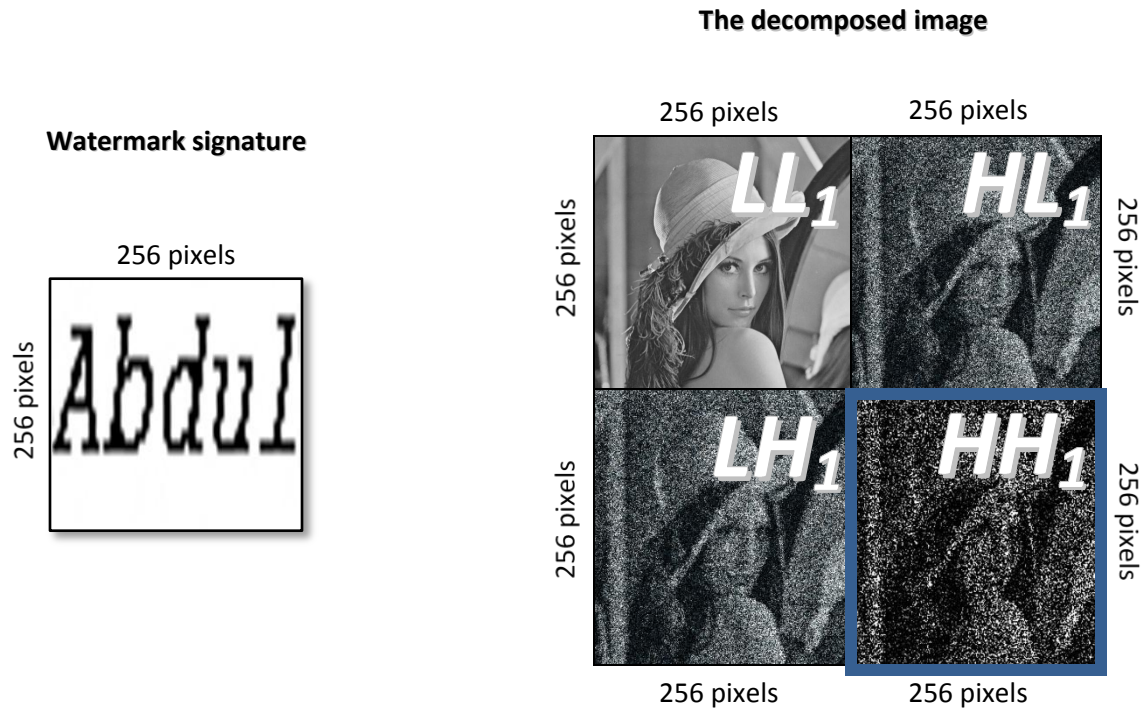 The decomposed image
256 pixels 256 pixels
Watermark signature
LL1 HL1
256 pixels
256 pixels
256 pixels
256 pixels
Abdul
LH1 HH1
256 pixels
256 pixels
256 pixels
256 pixels 256 pixels